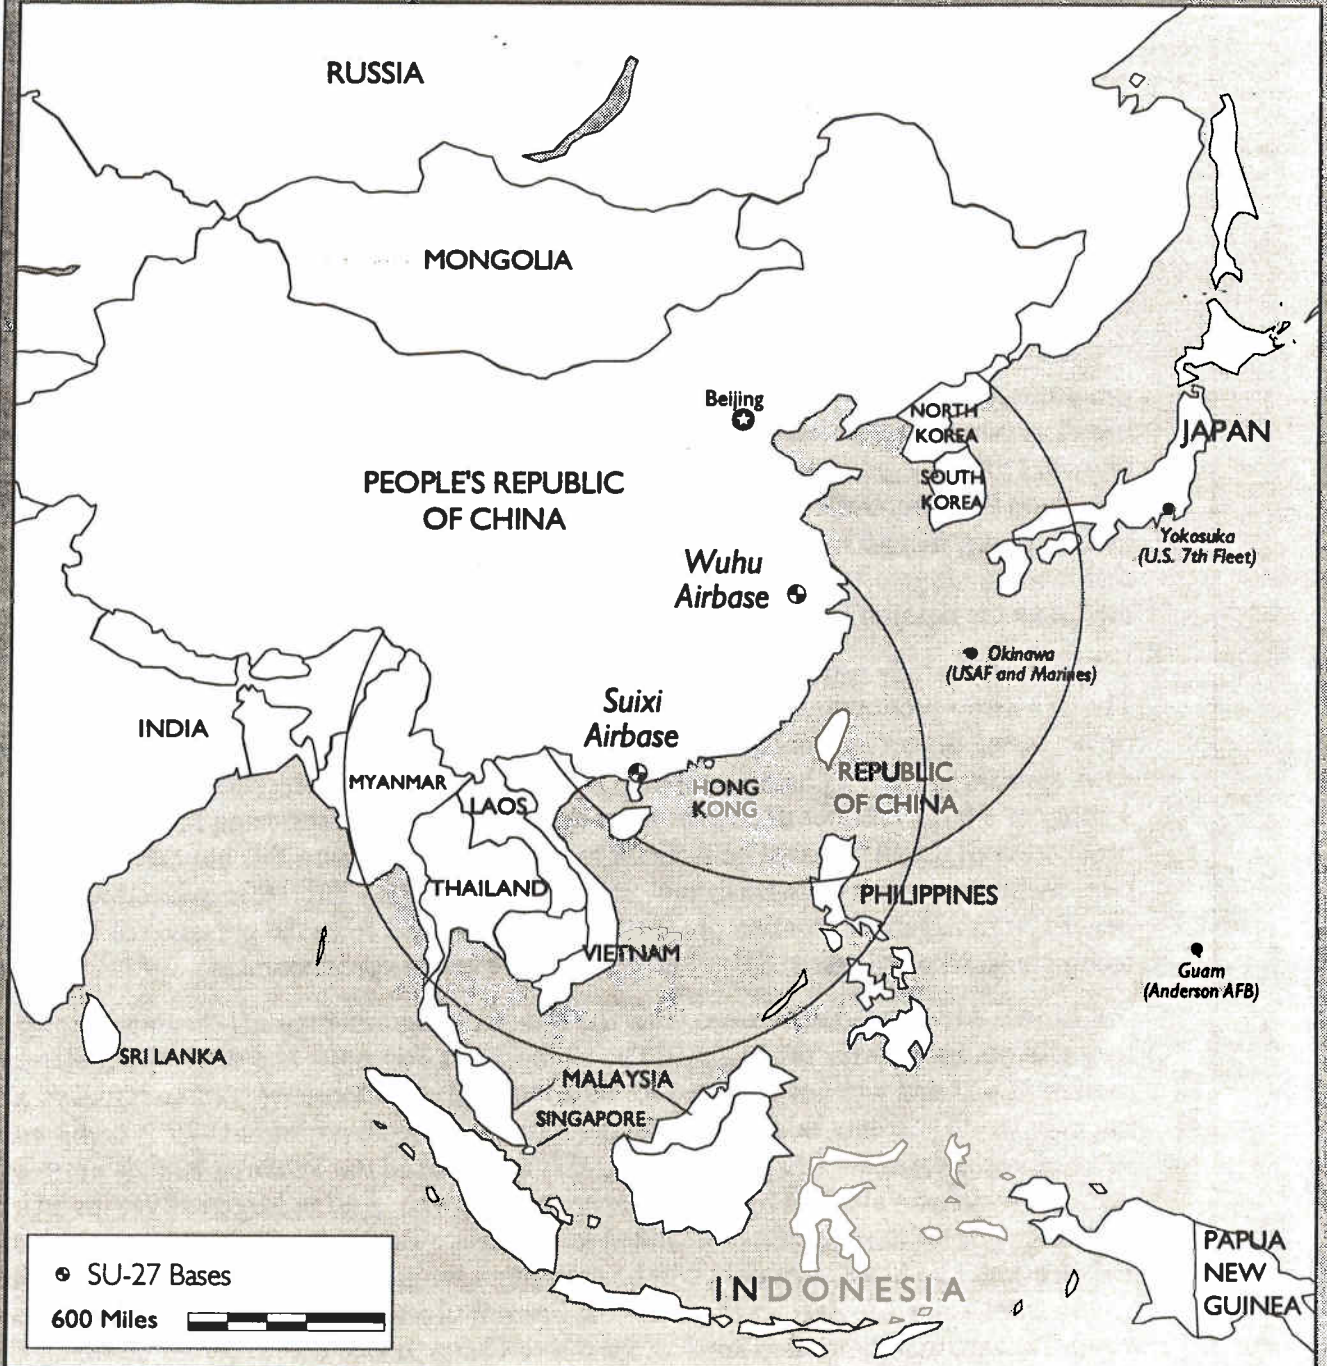 RUSSIA
MONGOLIA
Beijing
NORTH
KOREA
JAPAN
PEOPLE'S REPUBLIC
OF CHINA
SOUTH
KOREA
Yokosuka
(U.S. 7th Fleet)
Wuhu
Airbase
Okinawa
(USAF and Marines)
Suixi
Airbase
INDIA
MYANMAR
LAOS
HONG
KONG
REPUBLIC
OF CHINA
THAILAND
PHILIPPINES
VIETNAM
Guam
(Anderson AFB)
SRI LANKA
MALAYSIA
SINGAPORE
PAPUA
NEW
GUINEA
INDONESIA
SU-27 Bases
600 Miles